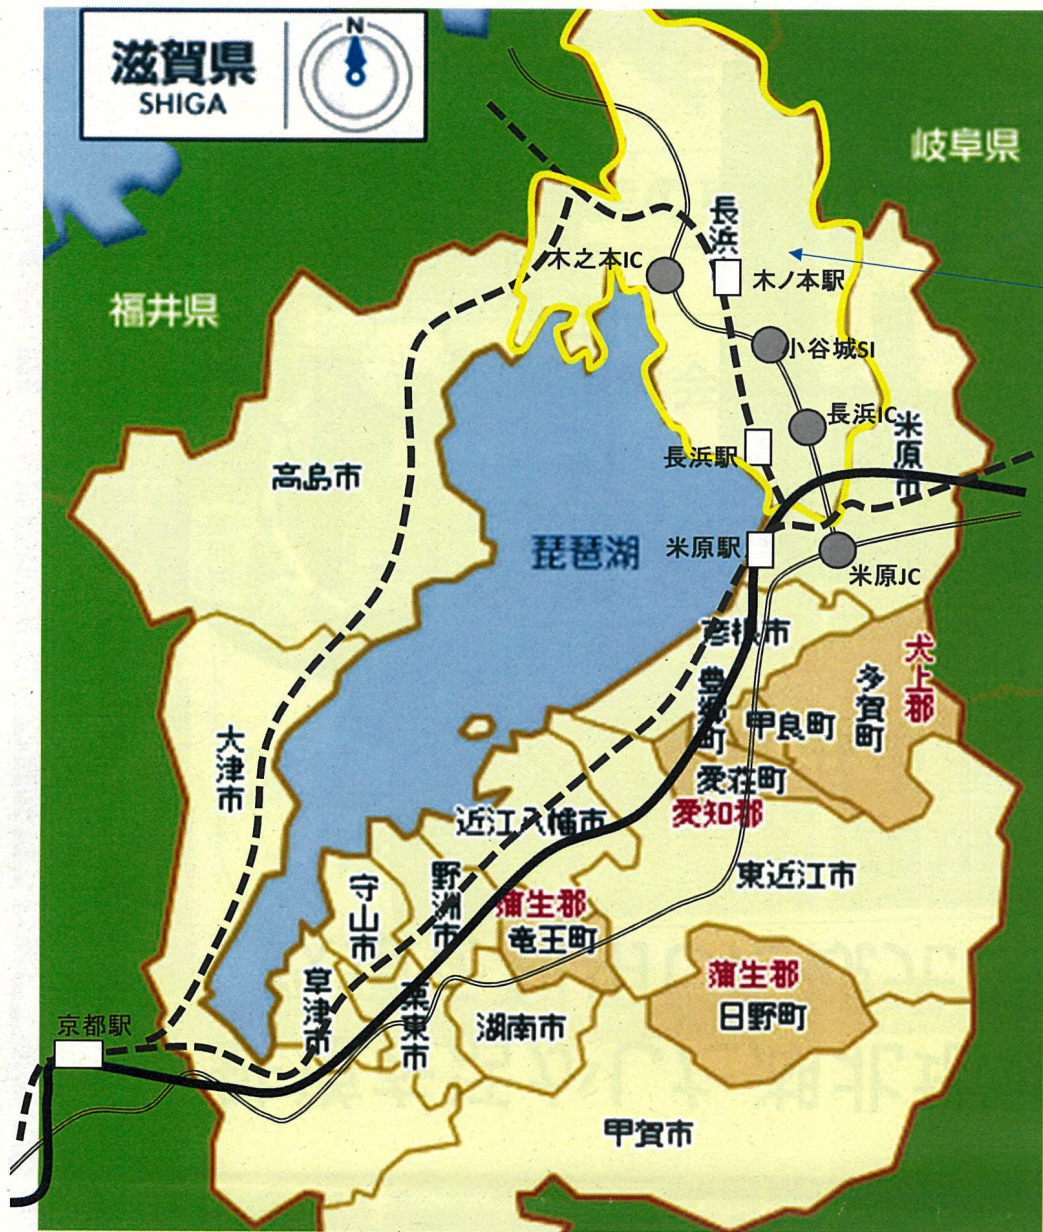 滋賀県
SHIGA
N
岐阜県
福井県
長浜
木之本IC
木ノ本駅
小谷城SI
長浜IC
長浜駅
米原市
高島市
琵琶湖
米原駅
米原JC
彦根市
犬上郡
多賀町
豊郷町
甲良町
愛荘町
愛知郡
大津市
近江八幡市
東近江市
守山市
野洲市
蒲生郡
竜王町
蒲生郡
日野町
草津市
栗東市
湖南市
京都駅
甲賀市